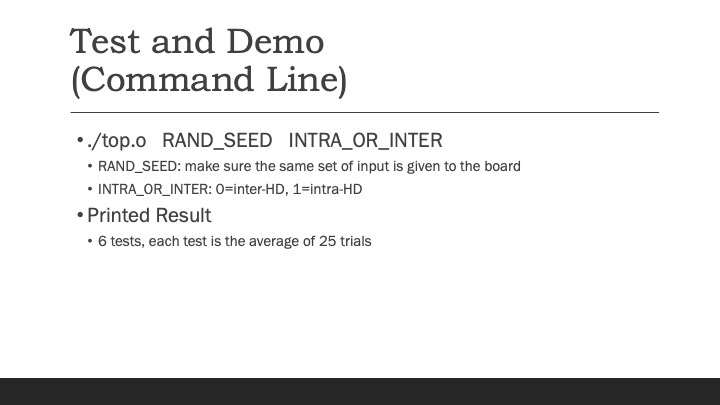 Test and Demo
(Command Line)
• ./top.o RAND_SEED INTRA_OR_INTER
• RAND_SEED: make sure the same set of input is given to the board
• INTRA_OR_INTER: 0=inter-HD, 1=intra-HD
• Printed Result
• 6 tests, each test is the average of 25 trials